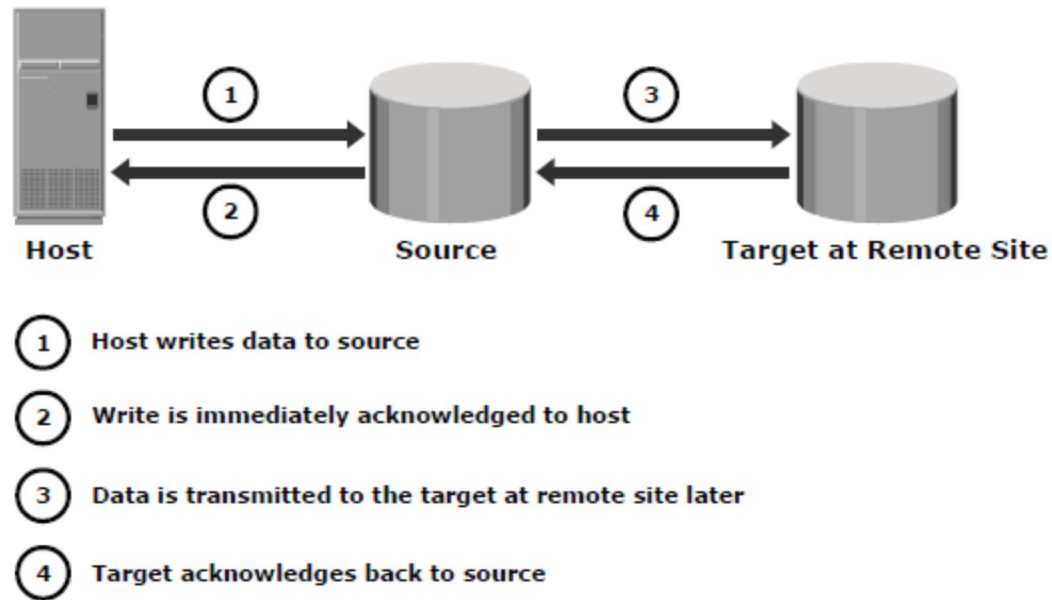 1
3
2
4
Host
Source
Target at Remote Site
1 Host writes data to source
2 Write is immediately acknowledged to host
3 Data is transmitted to the target at remote site later
4 Target acknowledges back to source